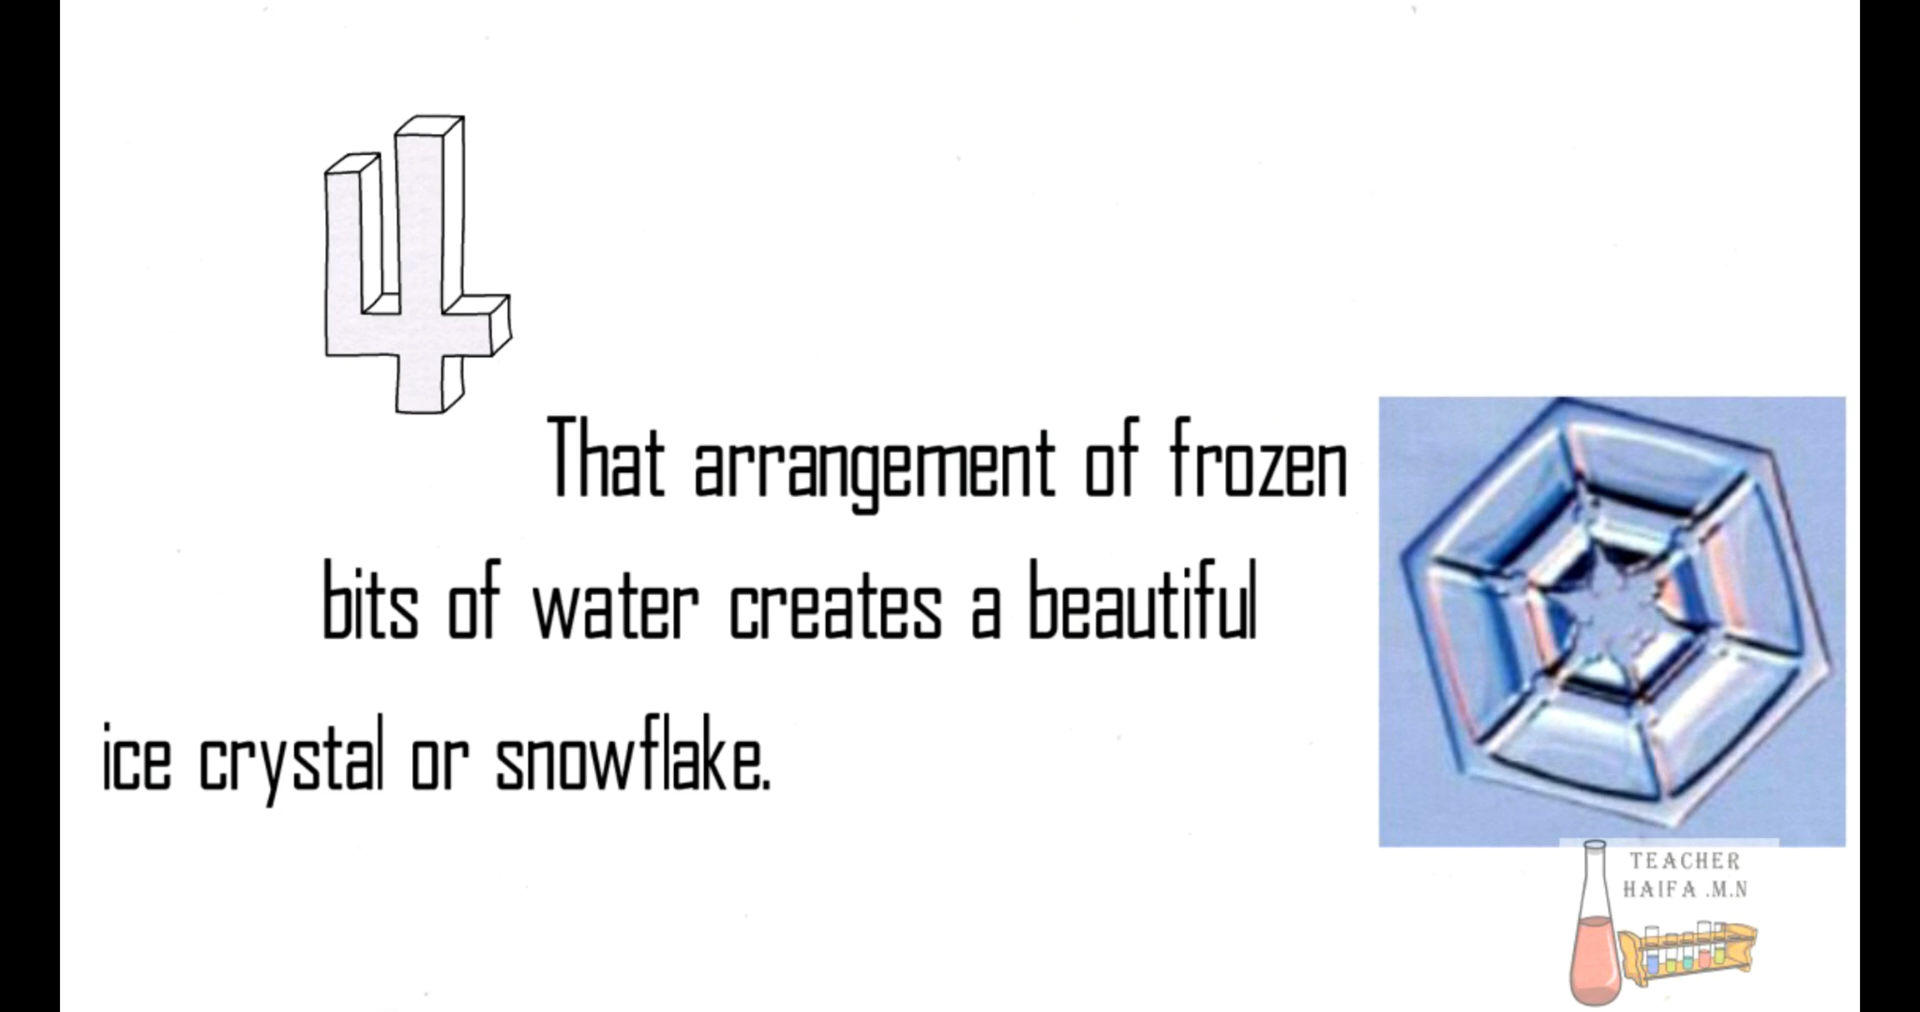 4
That arrangement of frozen
bits of water creates a beautiful
ice crystal or snowflake.
TEACHER
HAIFA .M.N